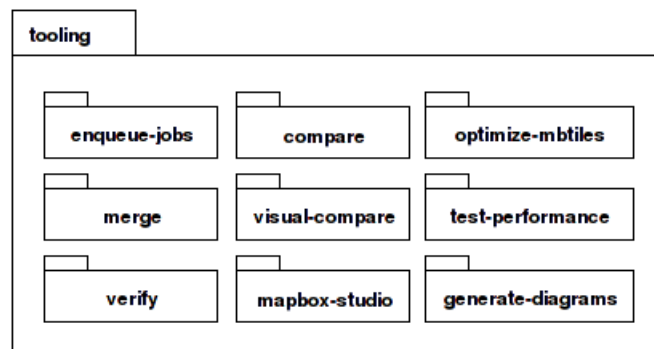 tooling
enqueue-jobs
compare
optimize-mbtiles
merge
visual-compare
test-performance
verify
mapbox-studio
generate-diagrams